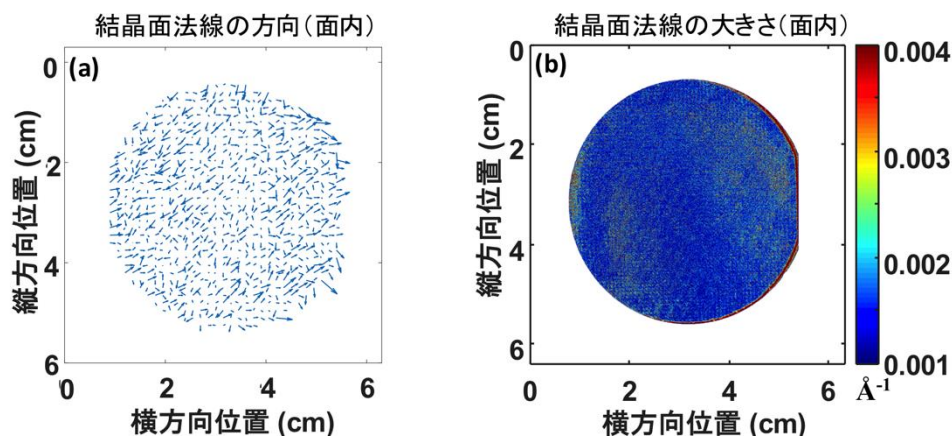 結晶面法線の方向（面内）
(a)
0
2
4
6
縦方向位置 (cm)
0
2
4
6
横方向位置 (cm)
結晶面法線の大きさ（面内）
(b)
0
2
4
6
縦方向位置 (cm)
0
2
4
6
横方向位置 (cm)
0.004
0.003
0.002
0.001
Å-1